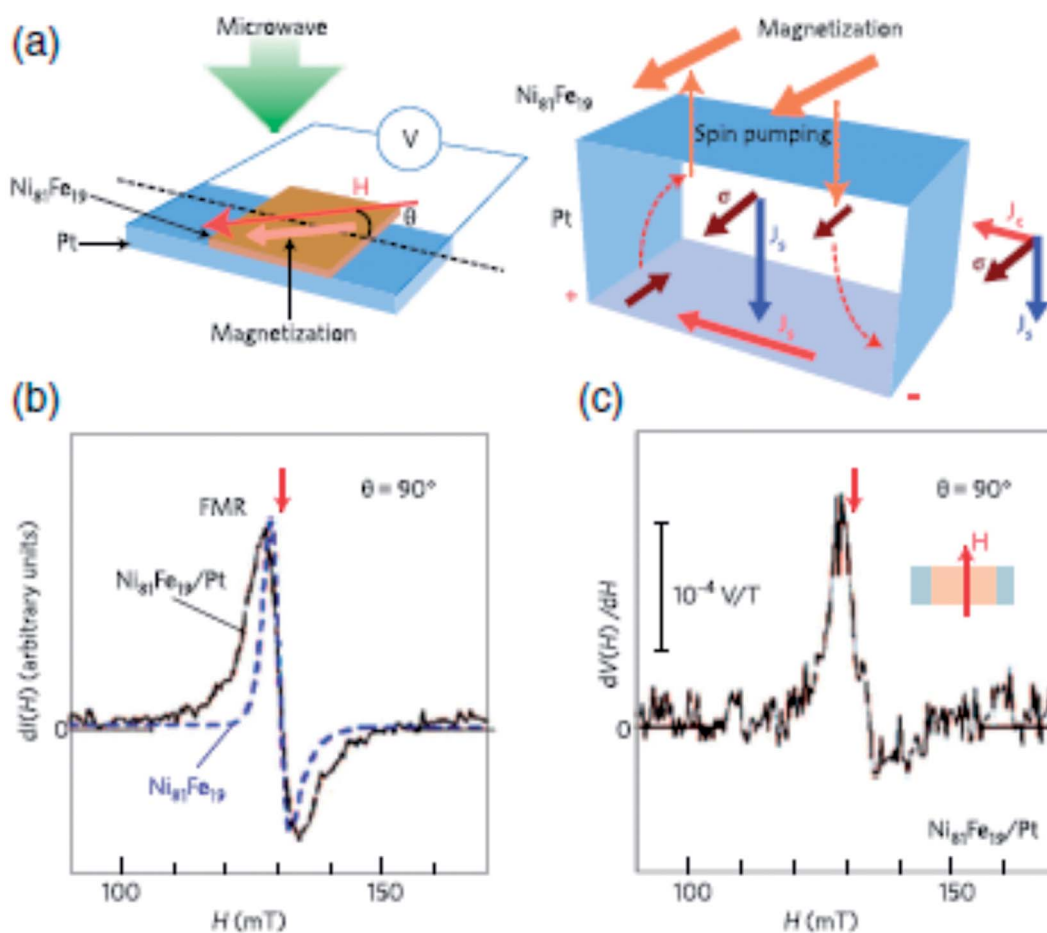 (a)
Microwave
V
Ni₈₁Fe₁₉
H
θ
Pt
Magnetization
Magnetization
Ni₈₁Fe₁₉
Spin pumping
Pt
σ
Jₛ
J꜀
σ
Jₛ
+
Jₛ
-
(b)
FMR
θ = 90°
Ni₈₁Fe₁₉/Pt
dI(H) (arbitrary units)
0
Ni₈₁Fe₁₉
100
150
H (mT)
(c)
θ = 90°
H
10⁻⁴ V/T
dV(H)/dH
0
Ni₈₁Fe₁₉/Pt
100
150
H (mT)